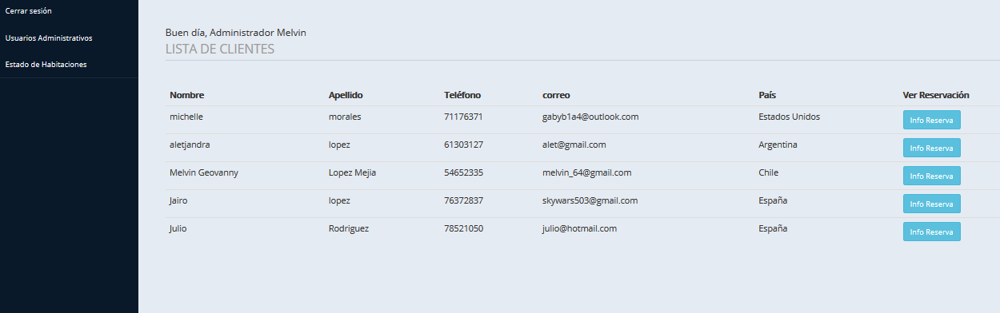 Cerrar sesión
Usuarios Administrativos
Estado de Habitaciones
Buen día, Administrador Melvin
LISTA DE CLIENTES
Nombre Apellido Teléfono correo País Ver Reservación
michelle morales 71176371 gabyb1a4@outlook.com Estados Unidos Info Reserva
aletjandra lopez 61303127 alet@gmail.com Argentina Info Reserva
Melvin Geovanny Lopez Mejia 54652335 melvin_64@gmail.com Chile Info Reserva
Jairo lopez 76372837 skywars503@gmail.com España Info Reserva
Julio Rodriguez 78521050 julio@hotmail.com España Info Reserva